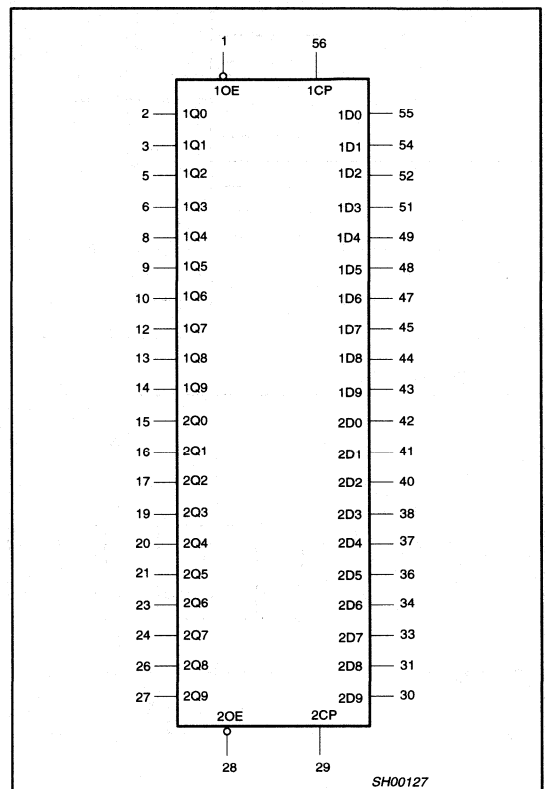 1 56
1OE 1CP
2 1Q0 1D0 55
3 1Q1 1D1 54
5 1Q2 1D2 52
6 1Q3 1D3 51
8 1Q4 1D4 49
9 1Q5 1D5 48
10 1Q6 1D6 47
12 1Q7 1D7 45
13 1Q8 1D8 44
14 1Q9 1D9 43
15 2Q0 2D0 42
16 2Q1 2D1 41
17 2Q2 2D2 40
19 2Q3 2D3 38
20 2Q4 2D4 37
21 2Q5 2D5 36
23 2Q6 2D6 34
24 2Q7 2D7 33
26 2Q8 2D8 31
27 2Q9 2D9 30
2OE 2CP
28 29
SH00127